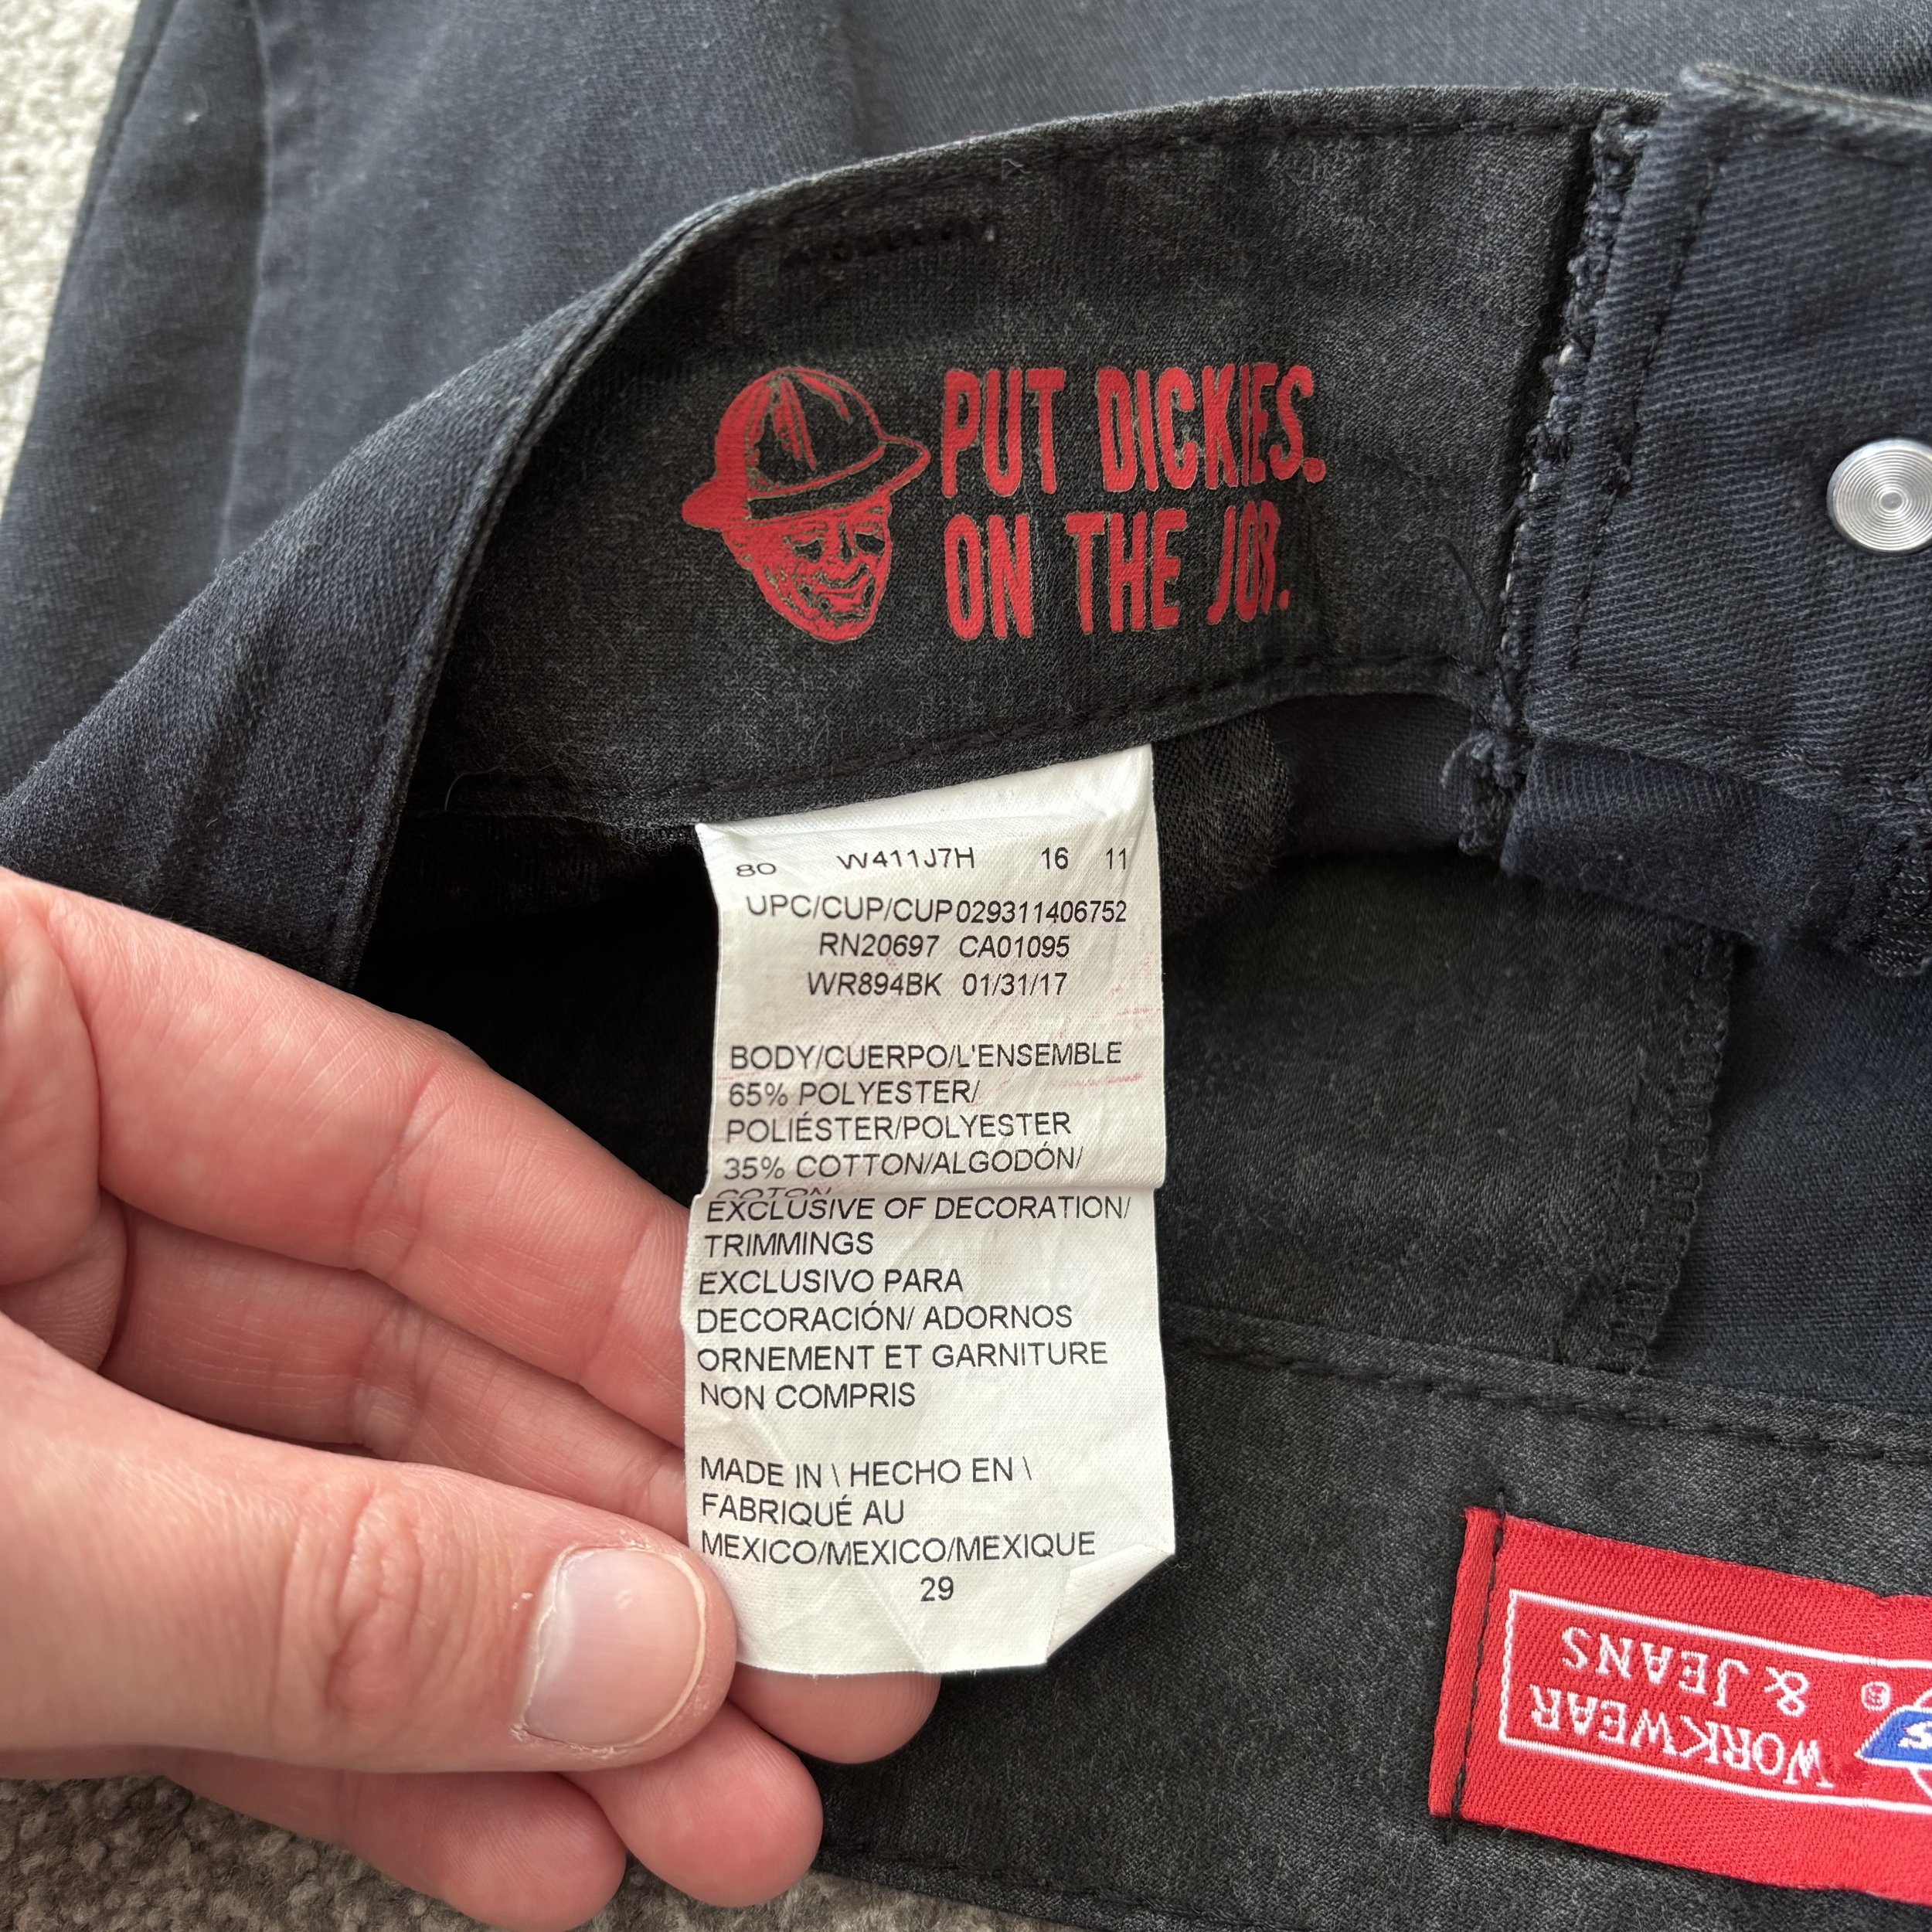 PUT DICKIES.
ON THE JOB.
80 W411J7H 16 11
UPC/CUP/CUP029311406752
RN20697 CA01095
WR894BK 01/31/17
BODY/CUERPO/L'ENSEMBLE
65% POLYESTER/
POLIÉSTER/POLYESTER
35% COTTON/ALGODÓN/
COTON
EXCLUSIVE OF DECORATION/
TRIMMINGS
EXCLUSIVO PARA
DECORACIÓN/ ADORNOS
ORNEMENT ET GARNITURE
NON COMPRIS
MADE IN \ HECHO EN \
FABRIQUÉ AU
MEXICO/MEXICO/MEXIQUE
29
WORKWEAR
& JEANS
®